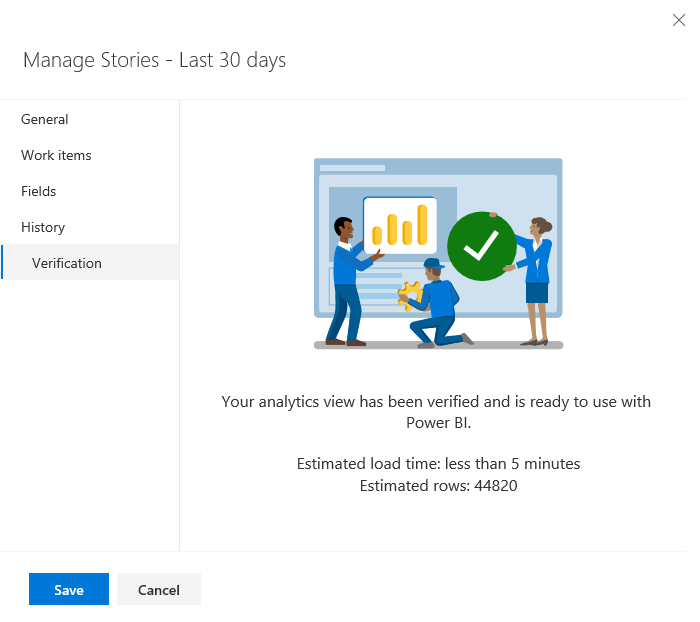 Manage Stories - Last 30 days
General
Work items
Fields
History
Verification
Your analytics view has been verified and is ready to use with
Power BI.
Estimated load time: less than 5 minutes
Estimated rows: 44820
Save
Cancel